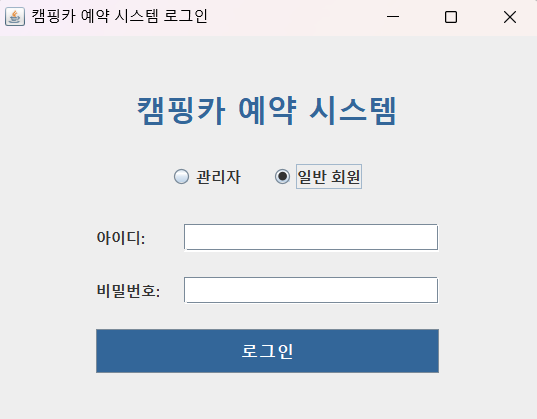 캠핑카 예약 시스템 로그인
캠핑카 예약 시스템
관리자 일반 회원
아이디:
비밀번호:
로그인